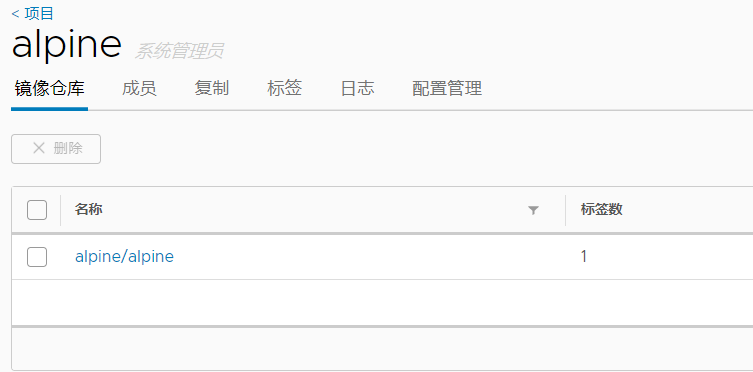 < 项目
alpine 系统管理员
镜像仓库 成员 复制 标签 日志 配置管理
× 删除
名称 标签数
alpine/alpine 1